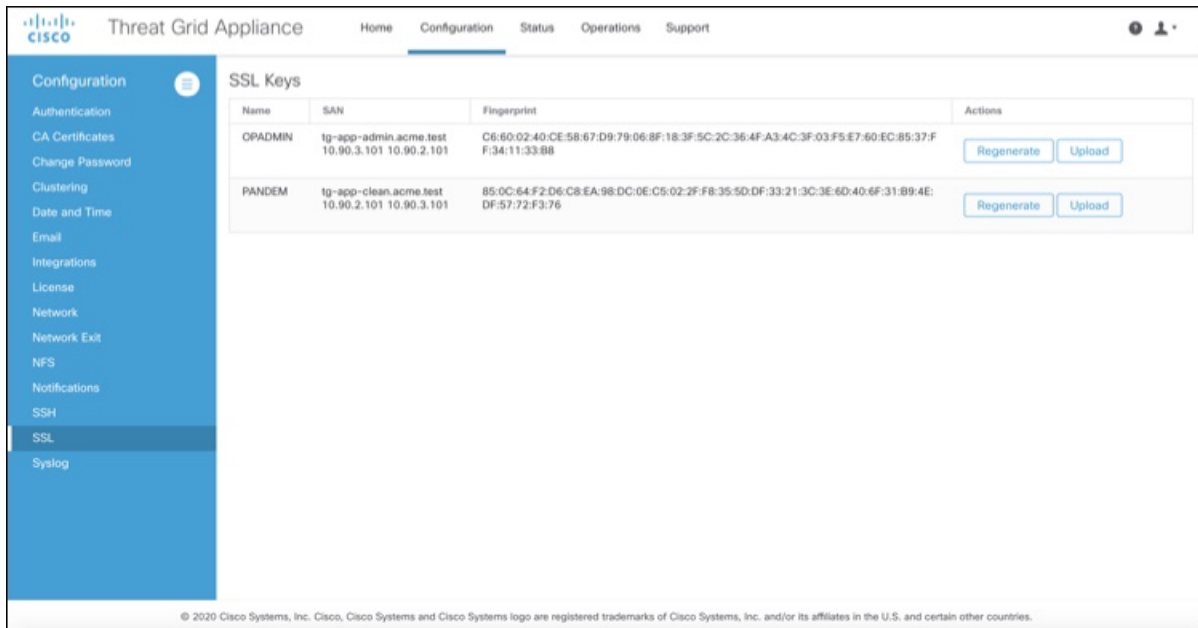 CISCO
Threat Grid Appliance
Home
Configuration
Status
Operations
Support
Configuration
Authentication
CA Certificates
Change Password
Clustering
Date and Time
Email
Integrations
License
Network
Network Exit
NFS
Notifications
SSH
SSL
Syslog
SSL Keys
Name
SAN
Fingerprint
Actions
OPADMIN
tg-app-admin.acme.test
10.90.3.101 10.90.2.101
C6:60:02:40:CE:58:67:D9:79:06:8F:18:3F:5C:2C:36:4F:A3:4C:3F:03:F5:E7:60:EC:85:37:F
F:34:11:33:B8
Regenerate
Upload
PANDEM
tg-app-clean.acme.test
10.90.2.101 10.90.3.101
85:0C:64:F2:D6:C8:EA:98:DC:0E:C5:02:2F:F8:35:5D:DF:33:21:3C:3E:6D:40:6F:31:B9:4E:
DF:57:72:F3:76
Regenerate
Upload
© 2020 Cisco Systems, Inc. Cisco, Cisco Systems and Cisco Systems logo are registered trademarks of Cisco Systems, Inc. and/or its affiliates in the U.S. and certain other countries.